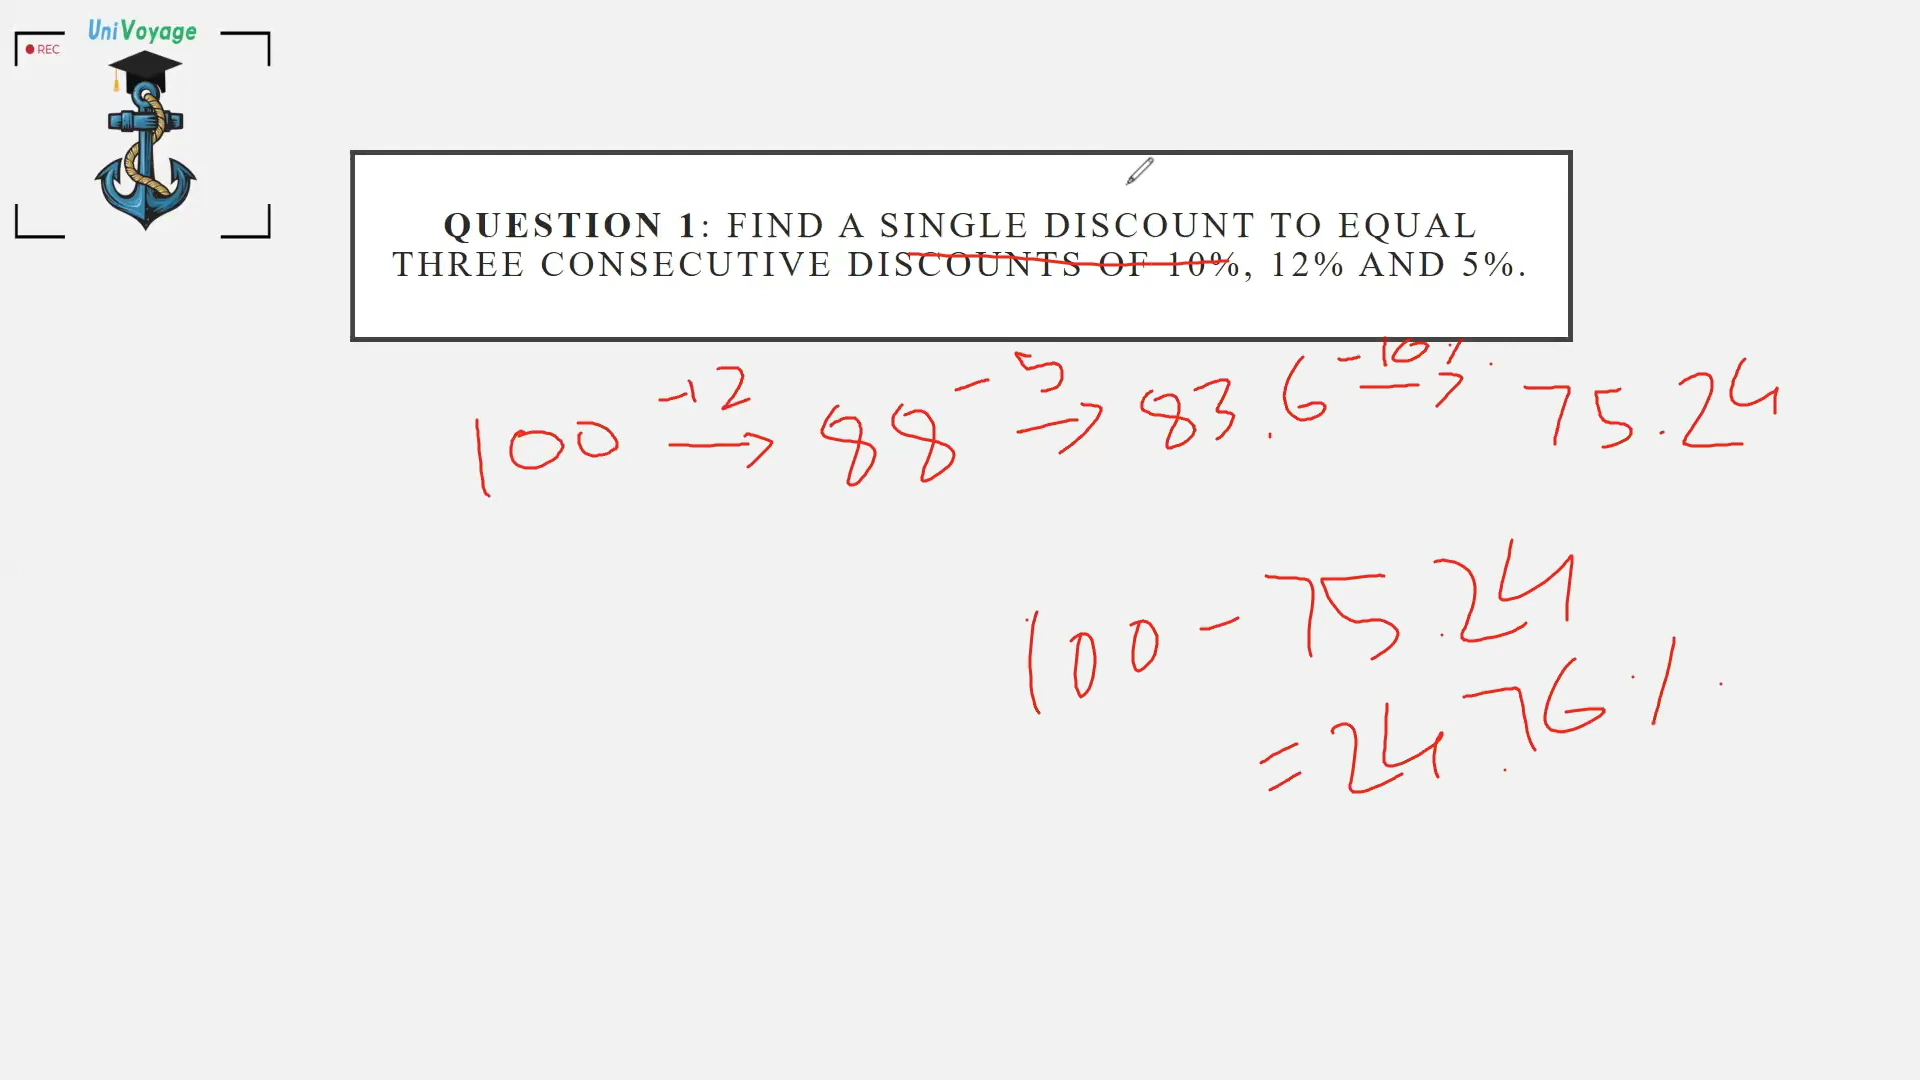 UniVoyage
REC
QUESTION 1: FIND A SINGLE DISCOUNT TO EQUAL
THREE CONSECUTIVE DISCOUNTS OF 10%, 12% AND 5%.
-12 -5 -10%
100 → 88 → 83.6 → 75.24
100 - 75.24
= 24.76%